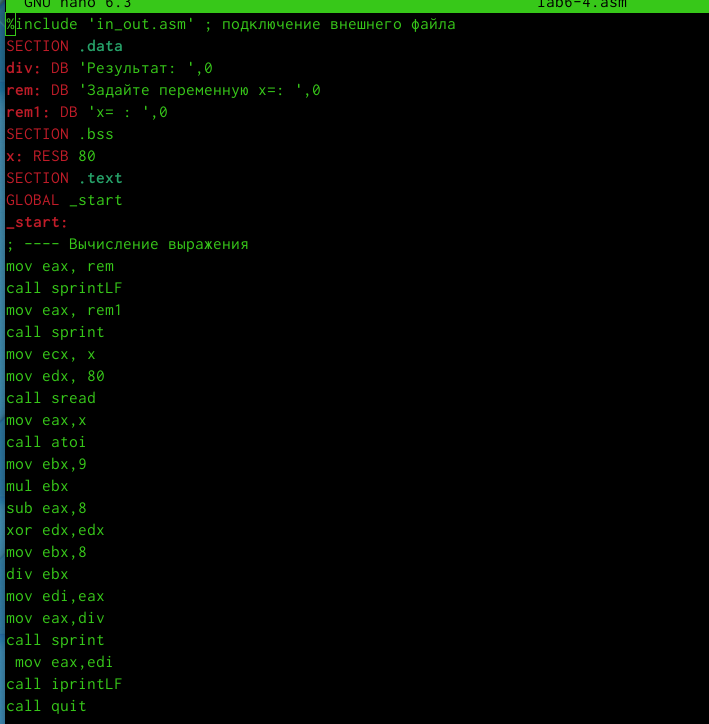 GNU nano 6.3 lab6-4.asm
%include 'in_out.asm' ; подключение внешнего файла
SECTION .data
div: DB 'Результат: ',0
rem: DB 'Задайте переменную x=: ',0
rem1: DB 'x= : ',0
SECTION .bss
x: RESB 80
SECTION .text
GLOBAL _start
_start:
; ---- Вычисление выражения
mov eax, rem
call sprintLF
mov eax, rem1
call sprint
mov ecx, x
mov edx, 80
call sread
mov eax,x
call atoi
mov ebx,9
mul ebx
sub eax,8
xor edx,edx
mov ebx,8
div ebx
mov edi,eax
mov eax,div
call sprint
mov eax,edi
call iprintLF
call quit